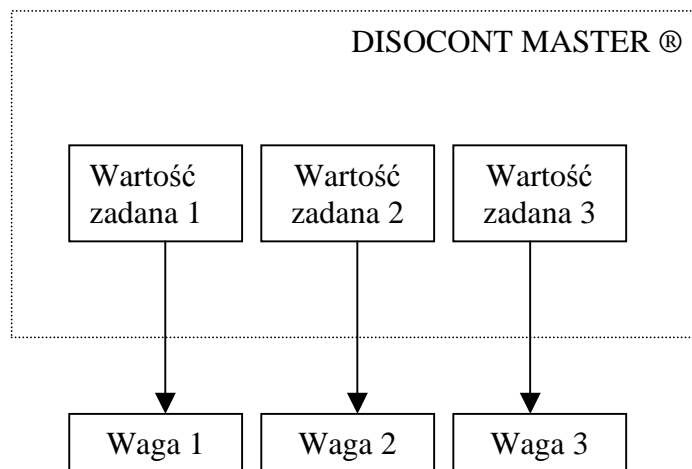 DISOCONT MASTER ®
Wartość
zadana 1
Wartość
zadana 2
Wartość
zadana 3
Waga 1
Waga 2
Waga 3